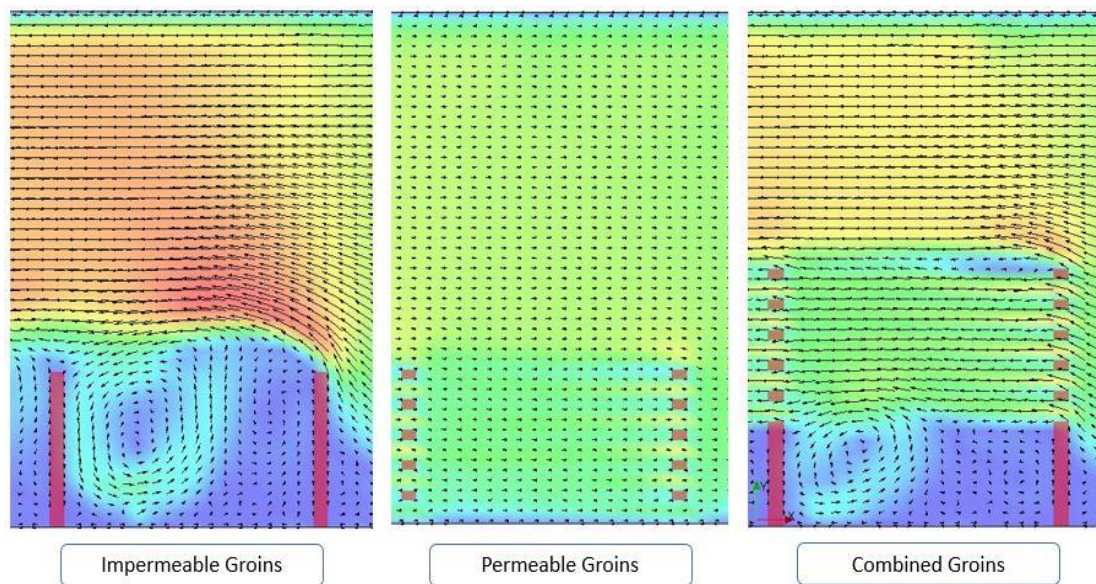 Y
X
Impermeable Groins
Permeable Groins
Combined Groins